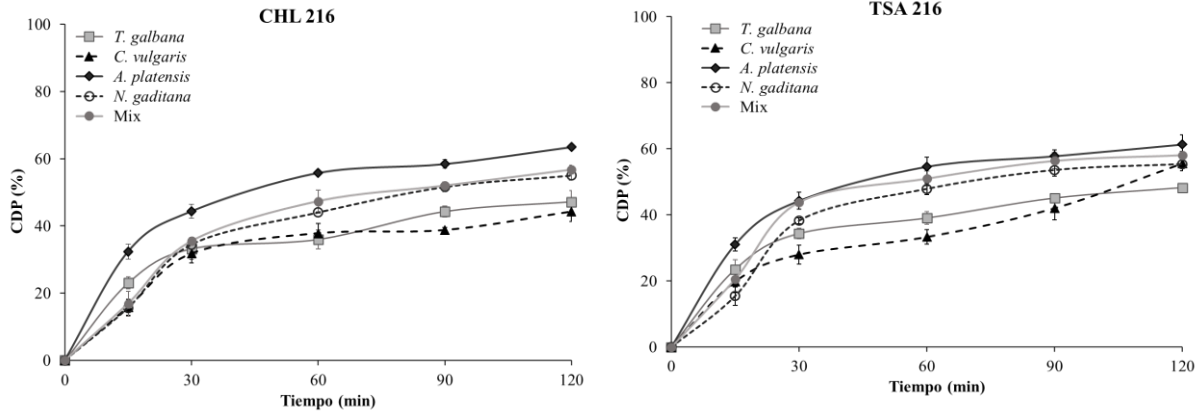 CHL 216
100
80
60
40
20
0
CDP (%)
T. galbana
C. vulgaris
A. platensis
N. gaditana
Mix
0 30 60 90 120
Tiempo (min)
TSA 216
100
80
60
40
20
0
CDP (%)
T. galbana
C. vulgaris
A. platensis
N. gaditana
Mix
0 30 60 90 120
Tiempo (min)